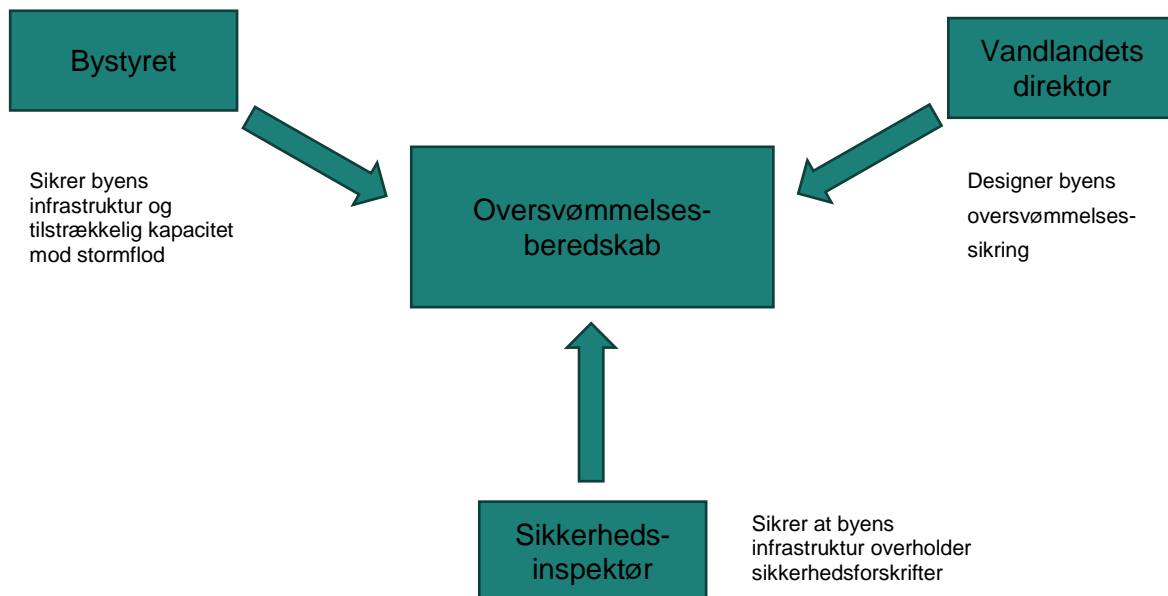 Bystyret
Vandlandets
direktor
Sikrer byens
infrastruktur og
tilstrækkelig kapacitet
mod stormflod
Oversvømmelses-
beredskab
Designer byens
oversvømmelses-
sikring
Sikkerheds-
inspektør
Sikrer at byens
infrastruktur overholder
sikkerhedsforskrifter